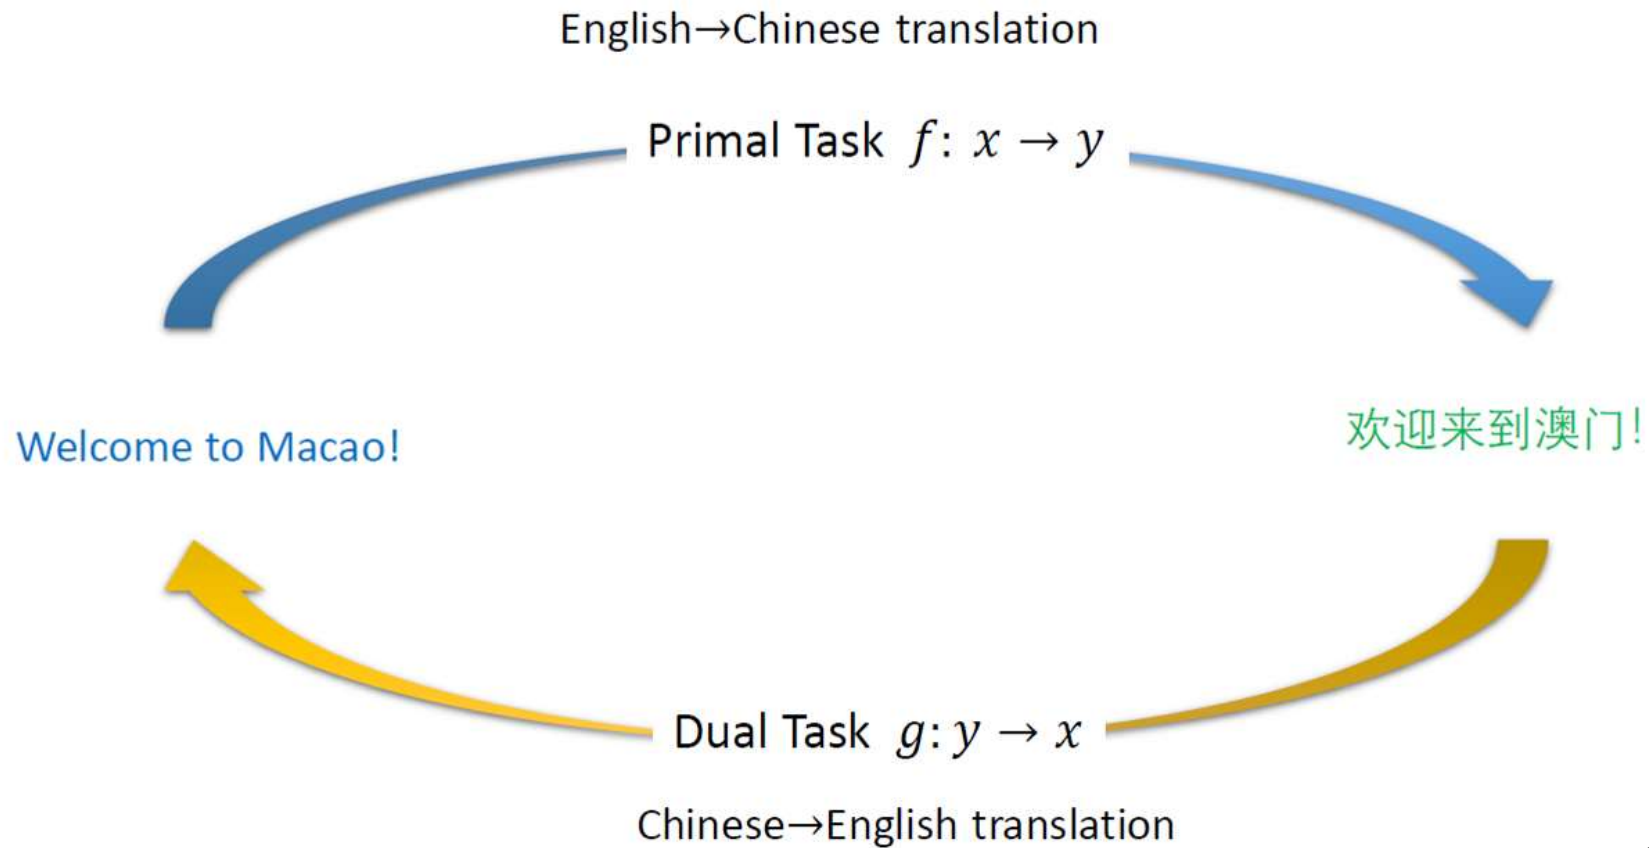 English→Chinese translation
Primal Task f: x → y
Welcome to Macao!
欢迎来到澳门!
Dual Task g: y → x
Chinese→English translation